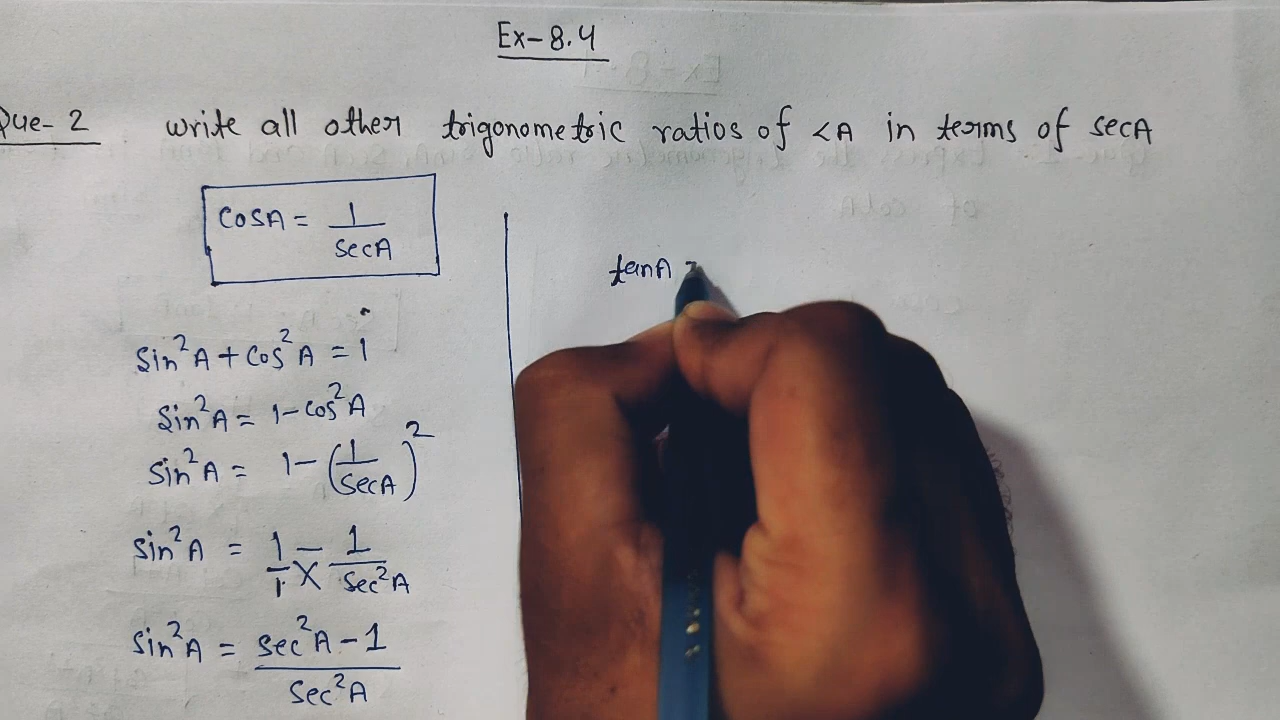 Ex-8.4
Que-2 write all other trigonometric ratios of <A in terms of secA
cosA = 1/secA
sin²A + cos²A = 1
sin²A = 1-cos²A
sin²A = 1-(1/secA)²
sin²A = 1/1 - 1/sec²A
sin²A = sec²A-1/sec²A
tanA =